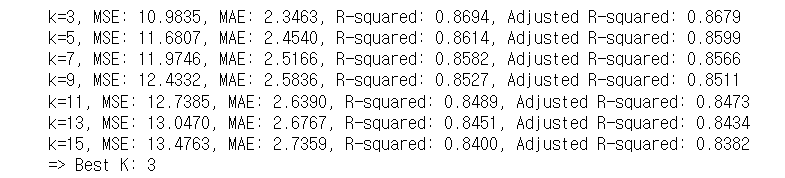 k=3, MSE: 10.9835, MAE: 2.3463, R-squared: 0.8694, Adjusted R-squared: 0.8679
k=5, MSE: 11.6807, MAE: 2.4540, R-squared: 0.8614, Adjusted R-squared: 0.8599
k=7, MSE: 11.9746, MAE: 2.5166, R-squared: 0.8582, Adjusted R-squared: 0.8566
k=9, MSE: 12.4332, MAE: 2.5836, R-squared: 0.8527, Adjusted R-squared: 0.8511
k=11, MSE: 12.7385, MAE: 2.6390, R-squared: 0.8489, Adjusted R-squared: 0.8473
k=13, MSE: 13.0470, MAE: 2.6767, R-squared: 0.8451, Adjusted R-squared: 0.8434
k=15, MSE: 13.4763, MAE: 2.7359, R-squared: 0.8400, Adjusted R-squared: 0.8382
=> Best K: 3